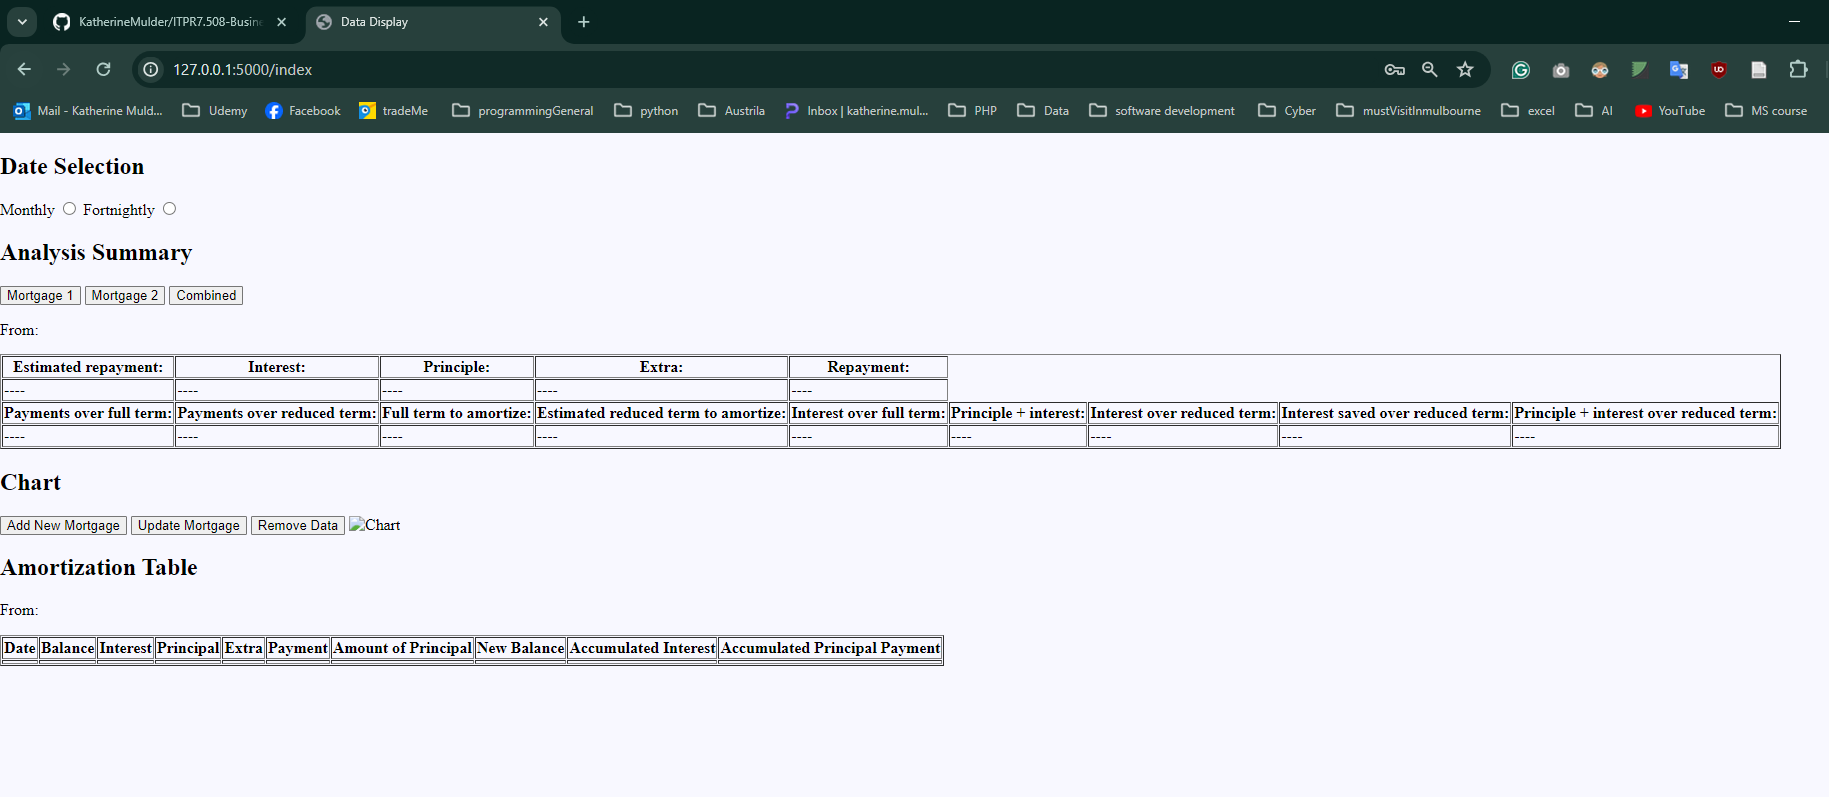 KatherineMulder/ITPR7.508-Busin
Data Display
127.0.0.1:5000/index
Mail - Katherine Muld... Udemy Facebook tradeMe programmingGeneral python Austrila Inbox | katherine.mul... PHP Data software development Cyber mustVisitInmulbourne excel AI YouTube MS course
Date Selection
Monthly Fortnightly
Analysis Summary
Mortgage 1 Mortgage 2 Combined
From:
Estimated repayment: Interest: Principle: Extra: Repayment:
---- ---- ---- ---- ----
Payments over full term: Payments over reduced term: Full term to amortize: Estimated reduced term to amortize: Interest over full term: Principle + interest: Interest over reduced term: Interest saved over reduced term: Principle + interest over reduced term:
---- ---- ---- ---- ---- ---- ---- ---- ----
Chart
Add New Mortgage Update Mortgage Remove Data Chart
Amortization Table
From:
Date Balance Interest Principal Extra Payment Amount of Principal New Balance Accumulated Interest Accumulated Principal Payment